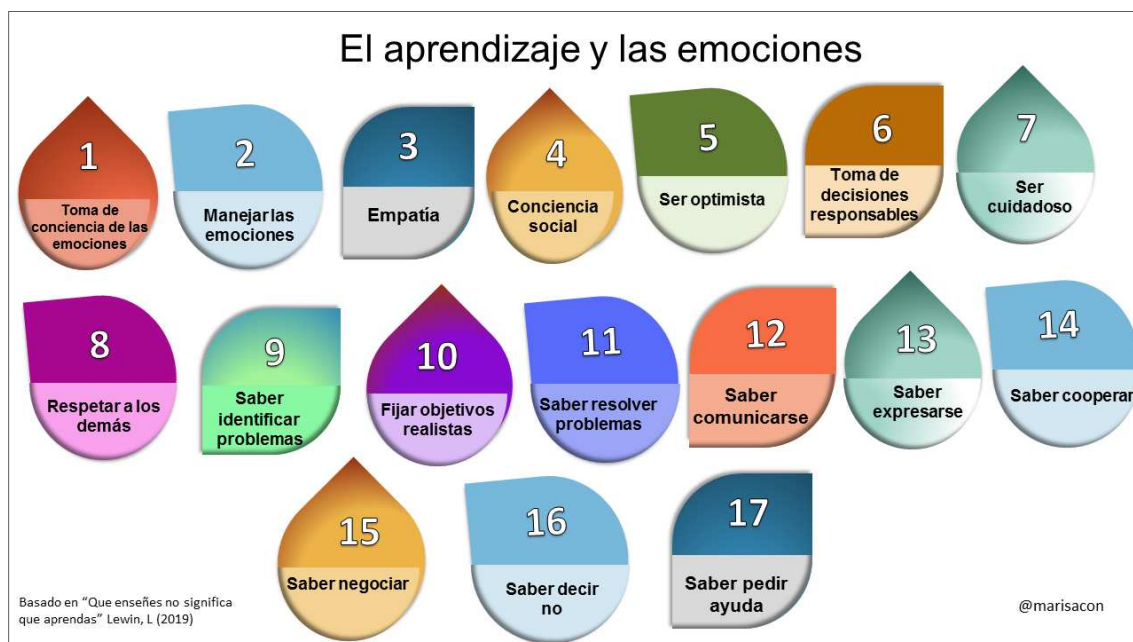 El aprendizaje y las emociones
1
Toma de
conciencia de las
emociones
2
Manejar las
emociones
3
Empatía
4
Conciencia
social
5
Ser optimista
6
Toma de
decisiones
responsables
7
Ser
cuidadoso
8
Respetar a los
demás
9
Saber
identificar
problemas
10
Fijar objetivos
realistas
11
Saber resolver
problemas
12
Saber
comunicarse
13
Saber
expresarse
14
Saber cooperar
15
Saber negociar
16
Saber decir
no
17
Saber pedir
ayuda
Basado en “Que enseñes no significa
que aprendas” Lewin, L (2019)
@marisacon